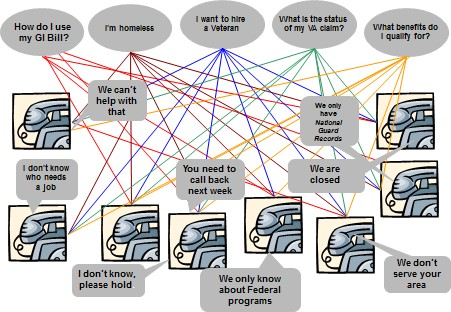 How do I use
my GI Bill?
I'm homeless
I want to hire
a Veteran
What is the status
of my VA claim?
What benefits do
I qualify for?
We can't
help with
that
We only
have
National
Guard
Records
I don't know
who needs
a job
You need to
call back
next week
We are
closed
I don't know,
please hold
We only know
about Federal
programs
We don't
serve your
area